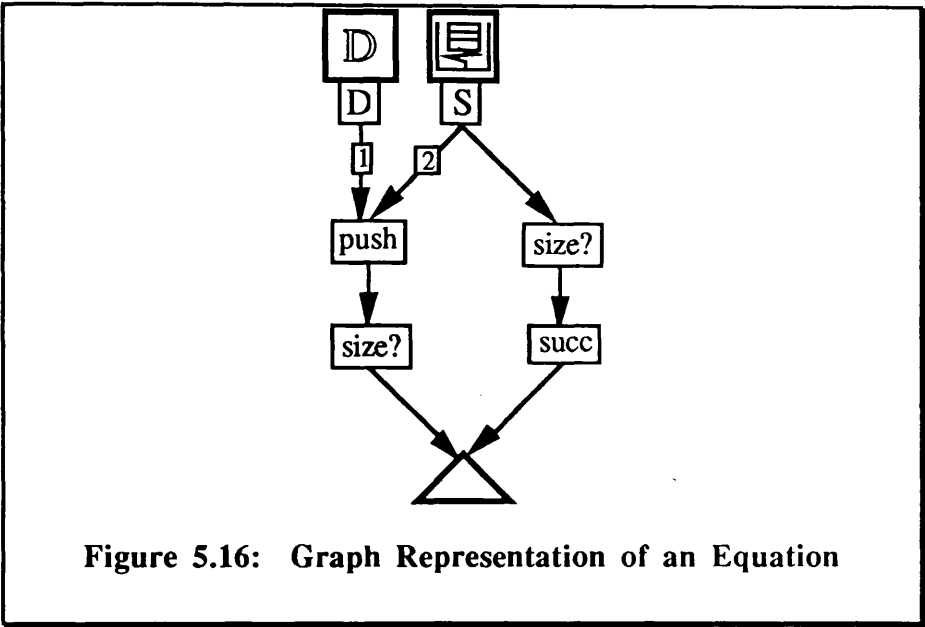 𝔻
D S
1 2
push size?
size? succ
Figure 5.16: Graph Representation of an Equation